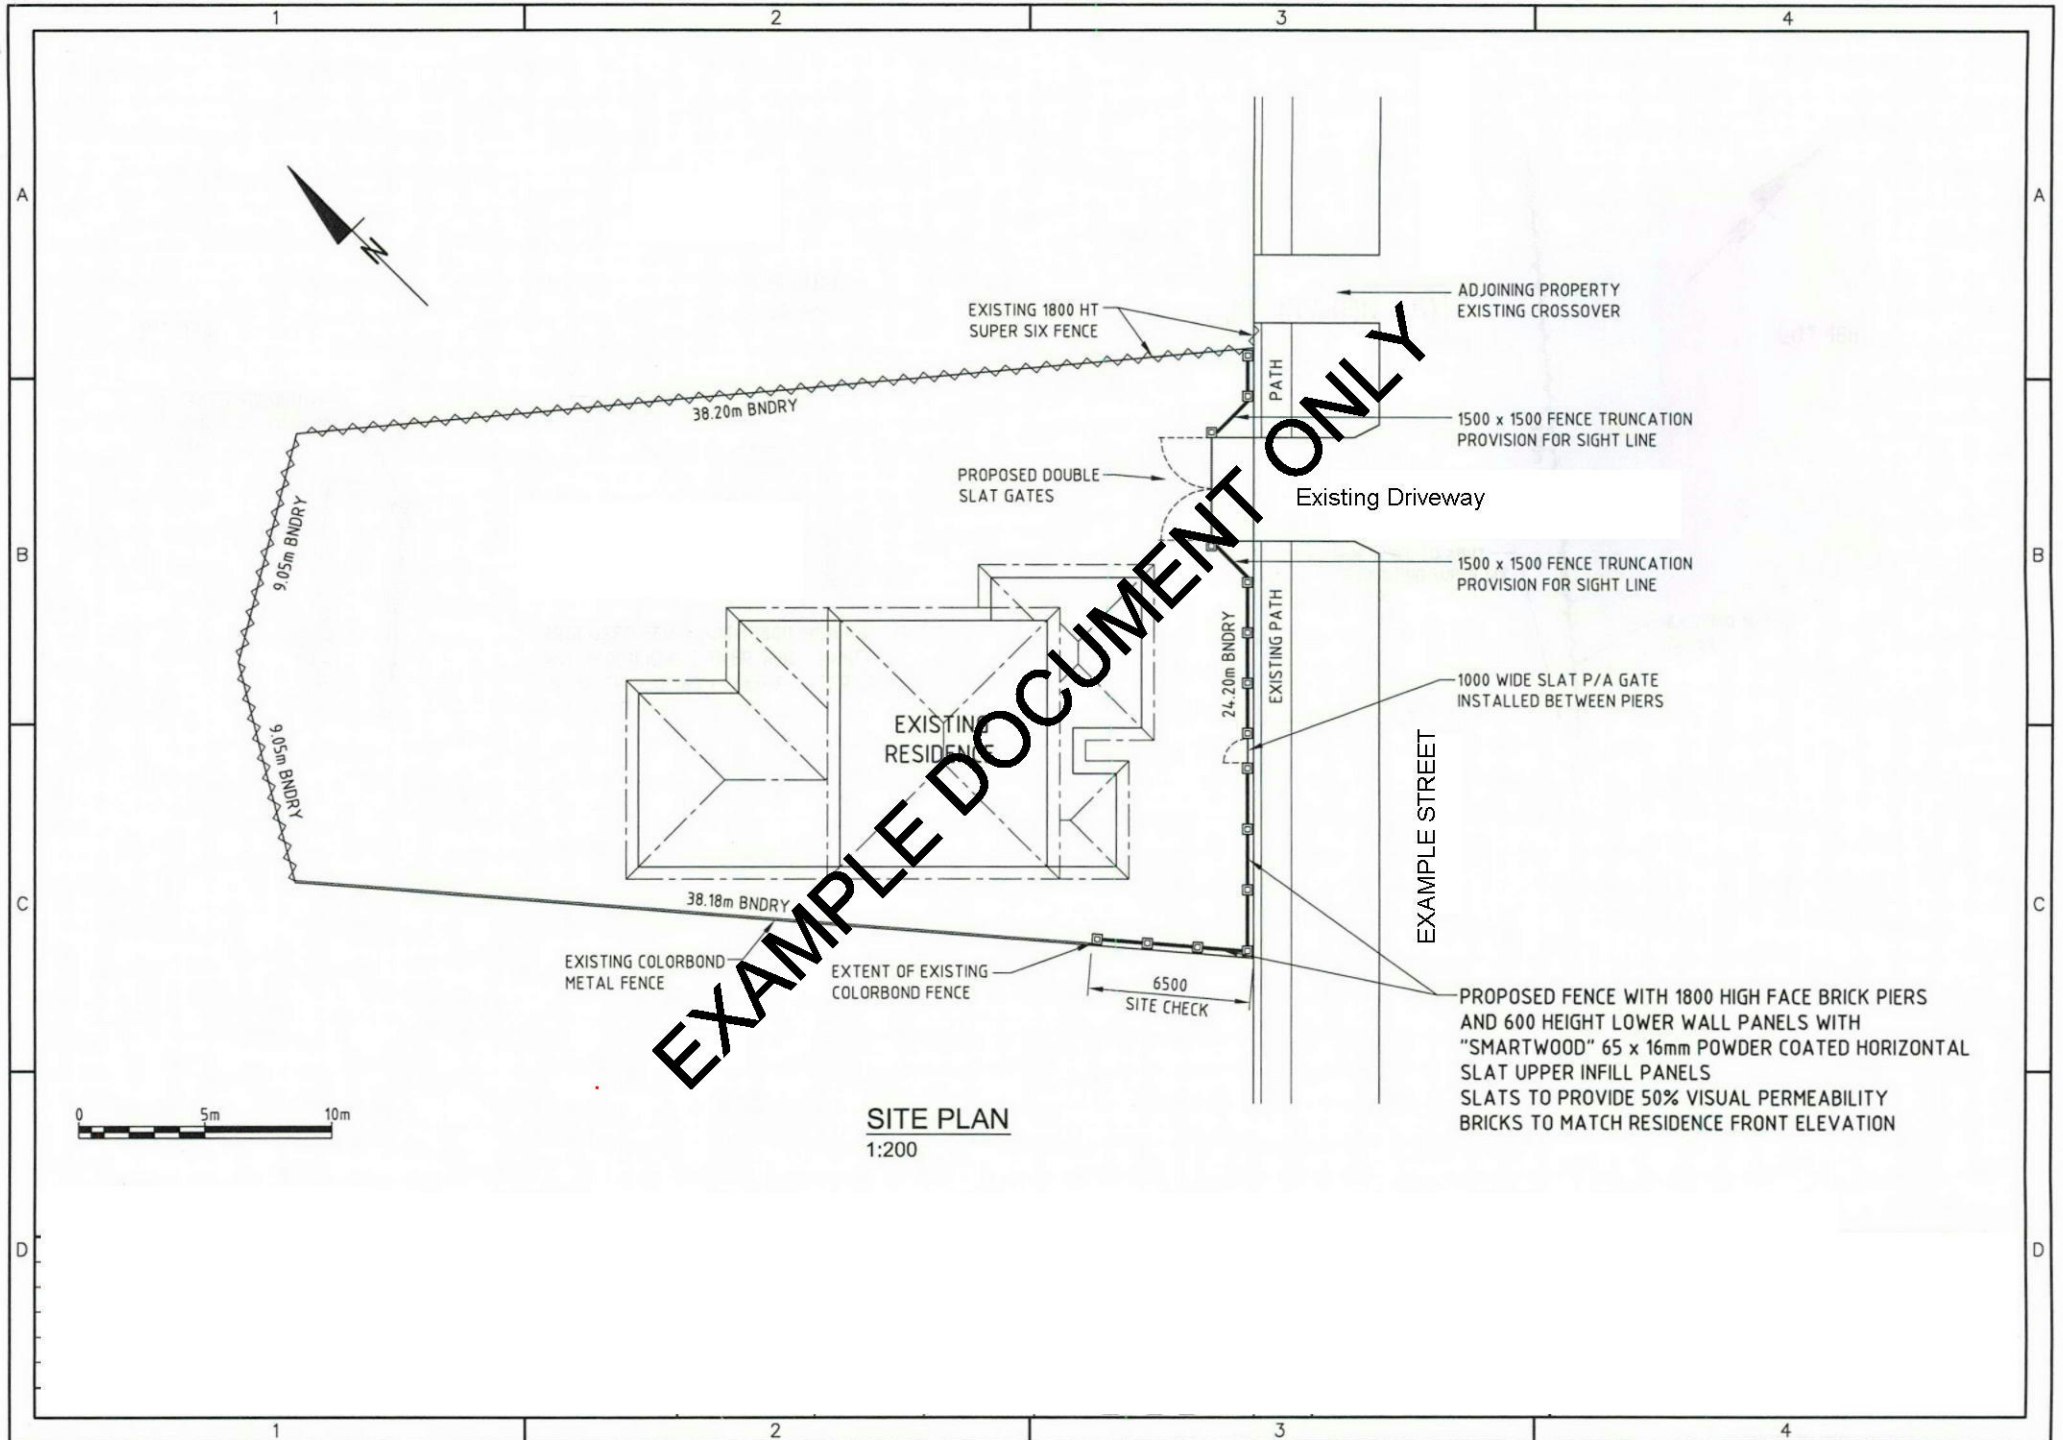 1 2 3 4
A A
EXISTING 1800 HT
SUPER SIX FENCE
ADJOINING PROPERTY
EXISTING CROSSOVER
N
PATH
38.20m BNDRY
1500 x 1500 FENCE TRUNCATION
PROVISION FOR SIGHT LINE
PROPOSED DOUBLE
SLAT GATES
Existing Driveway
9.05m BNDRY
B B
1500 x 1500 FENCE TRUNCATION
PROVISION FOR SIGHT LINE
24.20m BNDRY
EXISTING PATH
1000 WIDE SLAT P/A GATE
INSTALLED BETWEEN PIERS
EXISTING
RESIDENCE
9.05m BNDRY
EXAMPLE STREET
EXAMPLE DOCUMENT ONLY
C C
38.18m BNDRY
EXISTING COLORBOND
METAL FENCE
EXTENT OF EXISTING
COLORBOND FENCE
6500
SITE CHECK
PROPOSED FENCE WITH 1800 HIGH FACE BRICK PIERS
AND 600 HEIGHT LOWER WALL PANELS WITH
"SMARTWOOD" 65 x 16mm POWDER COATED HORIZONTAL
SLAT UPPER INFILL PANELS
SLATS TO PROVIDE 50% VISUAL PERMEABILITY
BRICKS TO MATCH RESIDENCE FRONT ELEVATION
0 5m 10m
SITE PLAN
1:200
D D
1 2 3 4